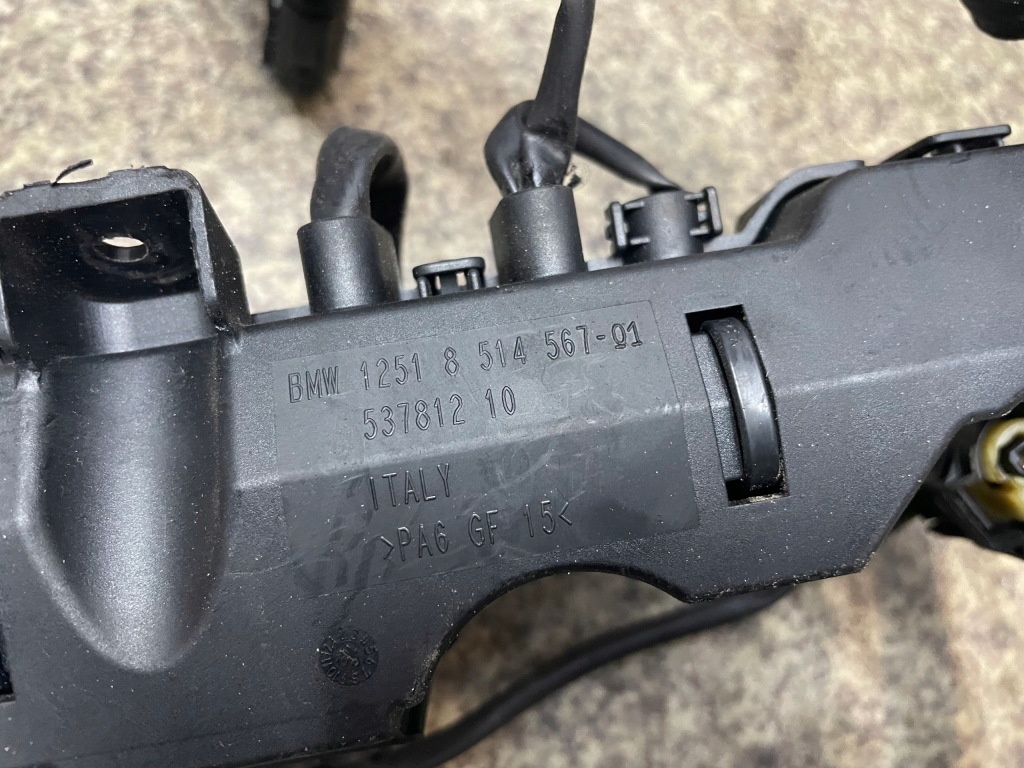 BMW 1251 8 514 567-01
537812 10
ITALY
>PA6 GF 15<